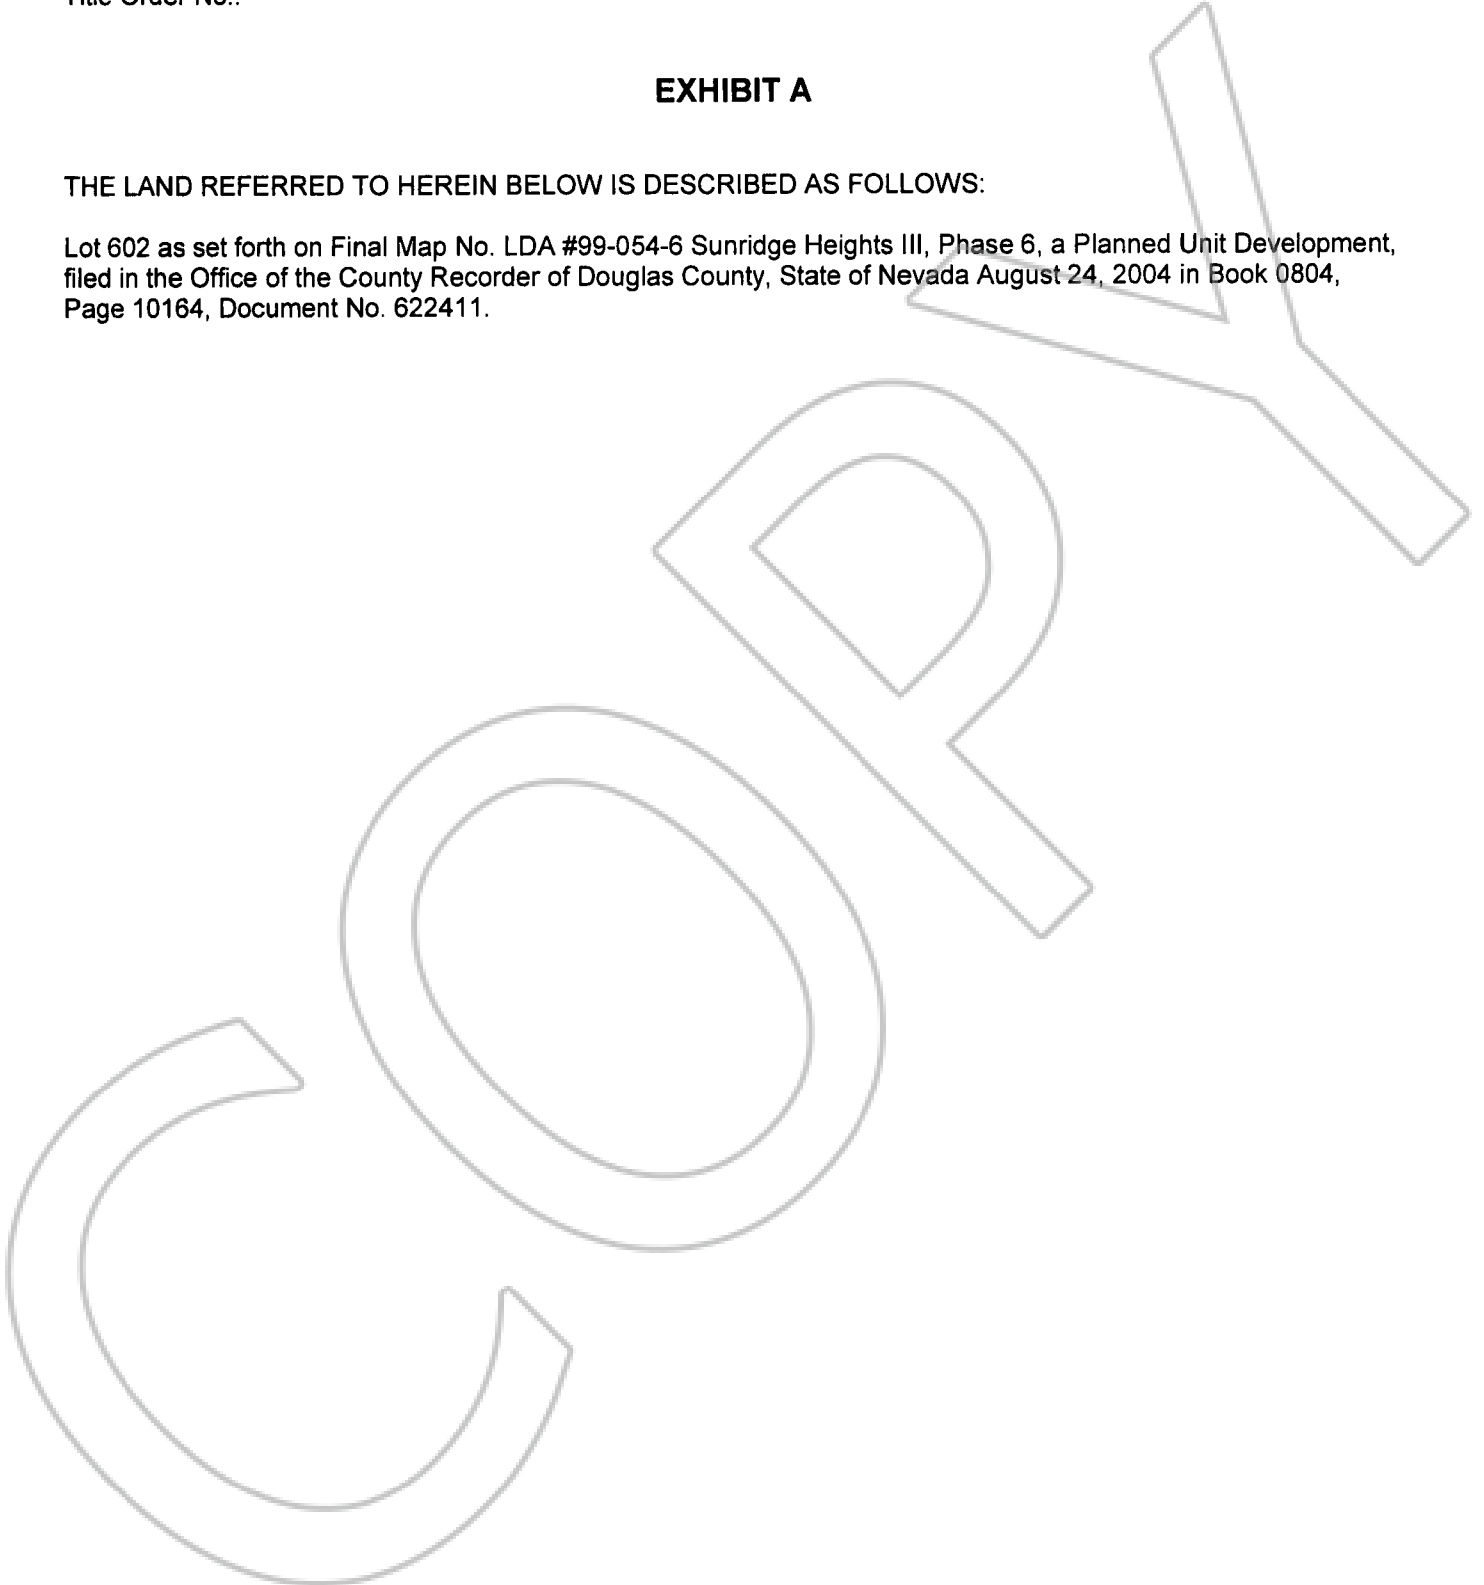 Title Order No.:
EXHIBIT A
THE LAND REFERRED TO HEREIN BELOW IS DESCRIBED AS FOLLOWS:
Lot 602 as set forth on Final Map No. LDA #99-054-6 Sunridge Heights III, Phase 6, a Planned Unit Development,
filed in the Office of the County Recorder of Douglas County, State of Nevada August 24, 2004 in Book 0804,
Page 10164, Document No. 622411.
COPY